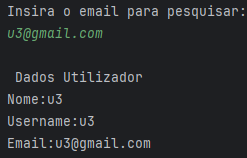 Insira o email para pesquisar:
u3@gmail.com
Dados Utilizador
Nome:u3
Username:u3
Email:u3@gmail.com